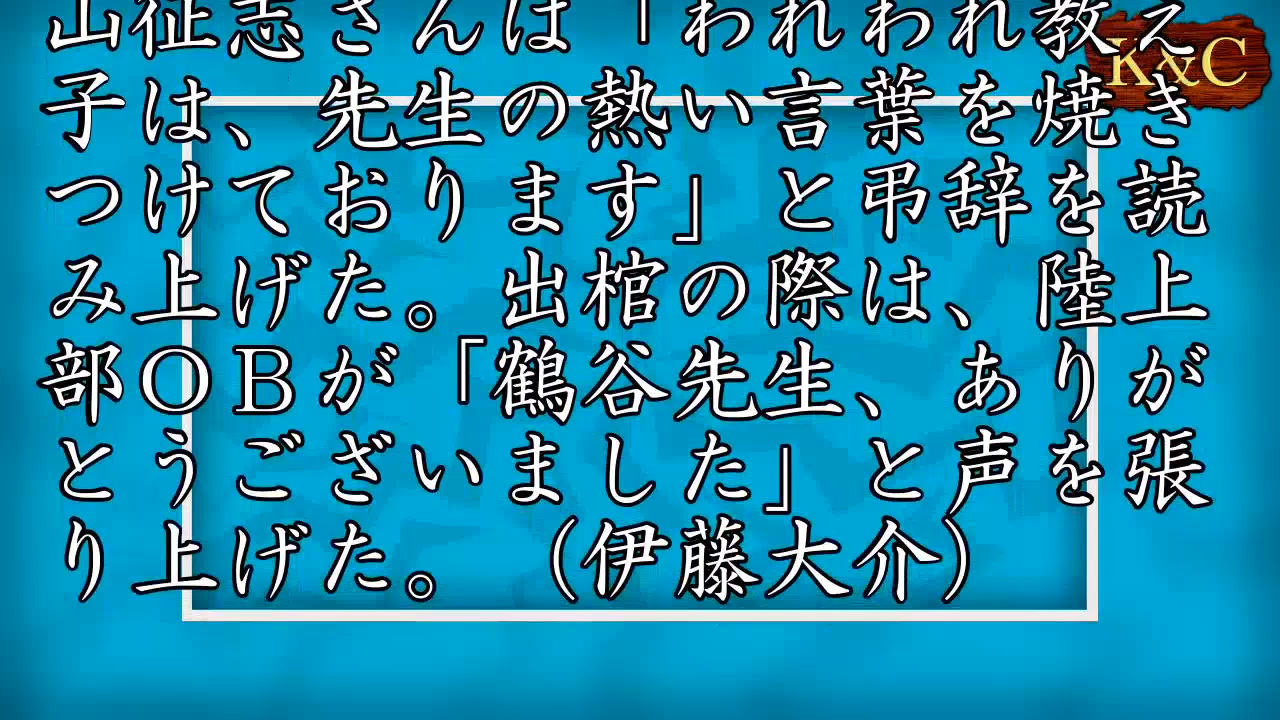 山征志さんは「われわれ教え
子は、先生の熱い言葉を焼き
つけております」と弔辞を読
み上げた。出棺の際は、陸上
部ＯＢが「鶴谷先生、ありが
とうございました」と声を張
り上げた。（伊藤大介）
K&C